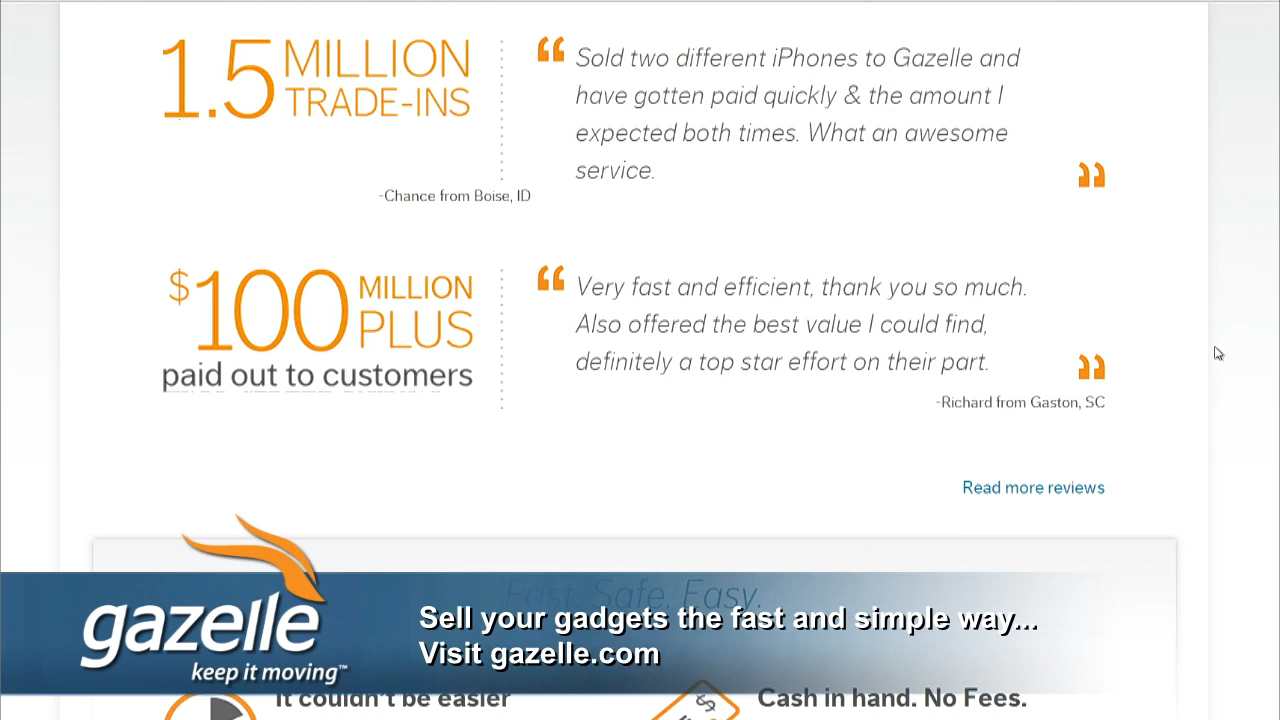 1.5 MILLION
TRADE-INS
“ Sold two different iPhones to Gazelle and
have gotten paid quickly & the amount I
expected both times. What an awesome
service. ”
-Chance from Boise, ID
$100 MILLION
PLUS
paid out to customers
“ Very fast and efficient, thank you so much.
Also offered the best value I could find,
definitely a top star effort on their part. ”
-Richard from Gaston, SC
Read more reviews
Fast. Safe. Easy.
gazelle
keep it moving™
Sell your gadgets the fast and simple way...
Visit gazelle.com
It couldn't be easier
Cash in hand. No Fees.
$